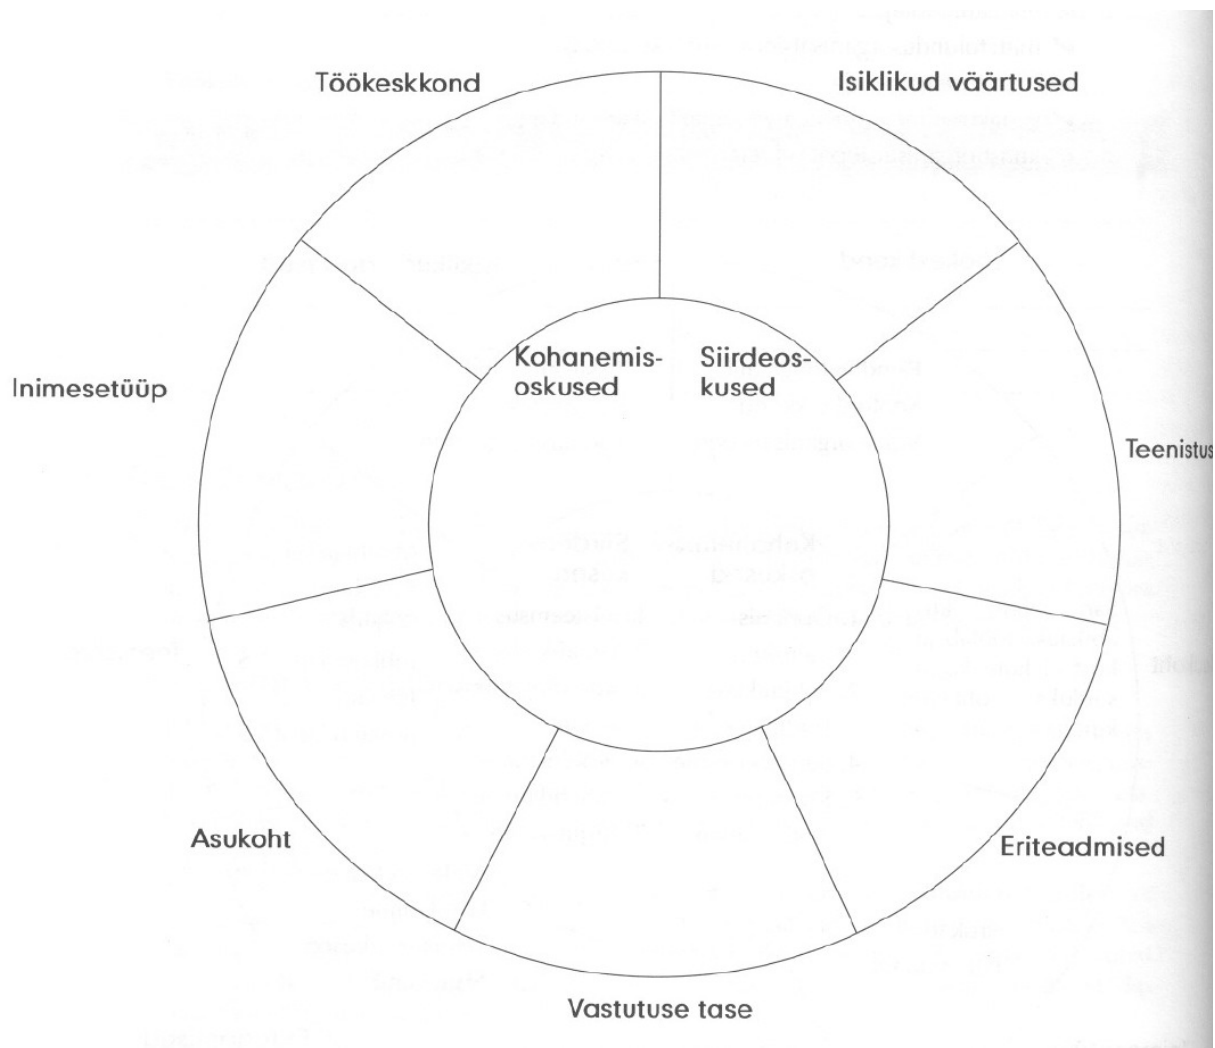 Töökeskkond
Isiklikud väärtused
Kohanemis-
oskused
Siirdeos-
kused
Inimesetüüp
Teenistus
Asukoht
Eriteadmised
Vastutuse tase